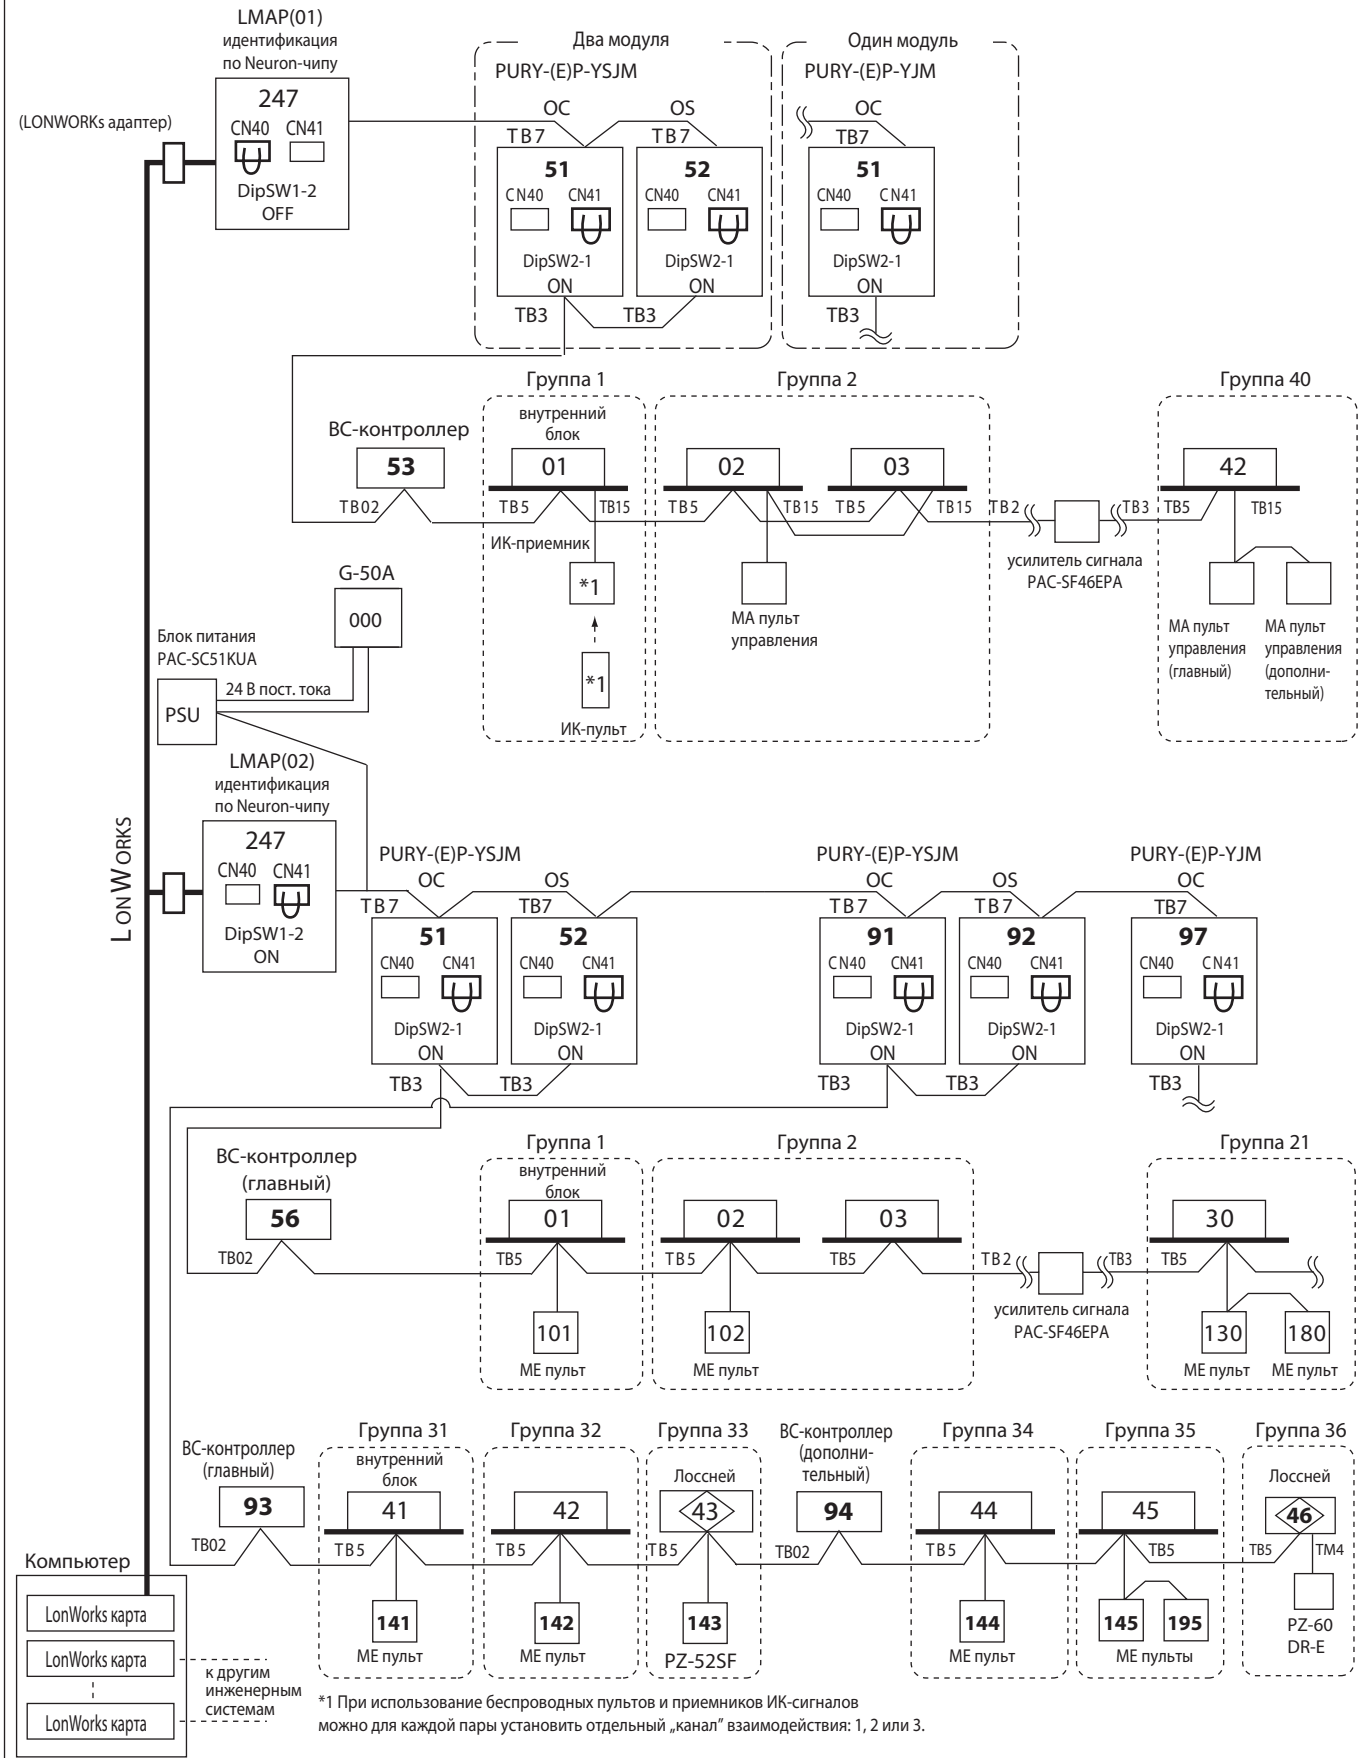 LMAP(01)
идентификация
по Neuron-чипу
247
CN40 CN41
DipSW1-2
OFF
(LONWORKs адаптер)
Два модуля
PURY-(E)P-YSJM
OC OS
TB7 TB7
51 52
CN40 CN41 CN40 CN41
DipSW2-1 DipSW2-1
ON ON
TB3 TB3
Один модуль
PURY-(E)P-YJM
OC
TB7
51
CN40 CN41
DipSW2-1
ON
TB3
Группа 1 Группа 2 Группа 40
BC-контроллер
53
TB02
внутренний
блок
01 02 03 42
TB5 TB15 TB5 TB15 TB5 TB15 TB2 TB3 TB5 TB15
ИК-приемник
*1
*1
ИК-пульт
МА пульт
управления
усилитель сигнала
PAC-SF46EPA
МА пульт
управления
(главный)
МА пульт
управления
(дополни-
тельный)
G-50A
000
Блок питания
PAC-SC51KUA
24 В пост. тока
PSU
LMAP(02)
идентификация
по Neuron-чипу
247
CN40 CN41
DipSW1-2
ON
LONWORKS
PURY-(E)P-YSJM PURY-(E)P-YSJM PURY-(E)P-YJM
OC OS OC OS OC
TB7 TB7 TB7 TB7 TB7
51 52 91 92 97
CN40 CN41 CN40 CN41 CN40 CN41 CN40 CN41 CN40 CN41
DipSW2-1 DipSW2-1 DipSW2-1 DipSW2-1 DipSW2-1
ON ON ON ON ON
TB3 TB3 TB3 TB3 TB3
Группа 1 Группа 2 Группа 21
BC-контроллер
(главный)
56
TB02
внутренний
блок
01 02 03 30
TB5 TB5 TB5 TB2 TB3 TB5
усилитель сигнала
PAC-SF46EPA
101 102 130 180
МЕ пульт МЕ пульт МЕ пульт МЕ пульт
Группа 31 Группа 32 Группа 33 Группа 34 Группа 35 Группа 36
BC-контроллер
(главный)
93
TB02
внутренний
блок
41 42
Лоссней
43
BC-контроллер
(дополни-
тельный)
94
44 45
Лоссней
46
TB5 TB5 TB5 TB02 TB5 TB5 TB5 TM4
141 142 143 144 145 195
МЕ пульт МЕ пульт PZ-52SF МЕ пульт МЕ пульты
PZ-60
DR-E
Компьютер
LonWorks карта
LonWorks карта
LonWorks карта
к другим
инженерным
системам
*1 При использование беспроводных пультов и приемников ИК-сигналов
можно для каждой пары установить отдельный „канал” взаимодействия: 1, 2 или 3.